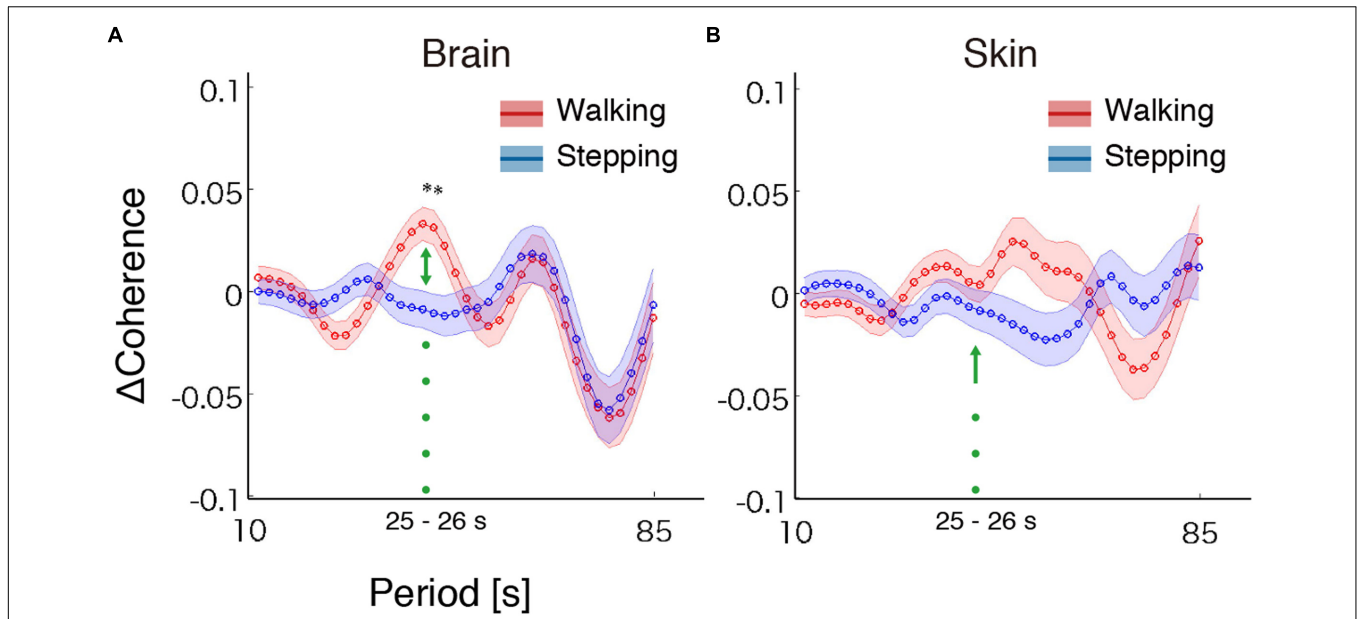 A
Brain
0.1
0.05
0
-0.05
-0.1
ΔCoherence
Walking
Stepping
**
10
25 - 26 s
85
Period [s]
B
Skin
0.1
0.05
0
-0.05
-0.1
Walking
Stepping
10
25 - 26 s
85